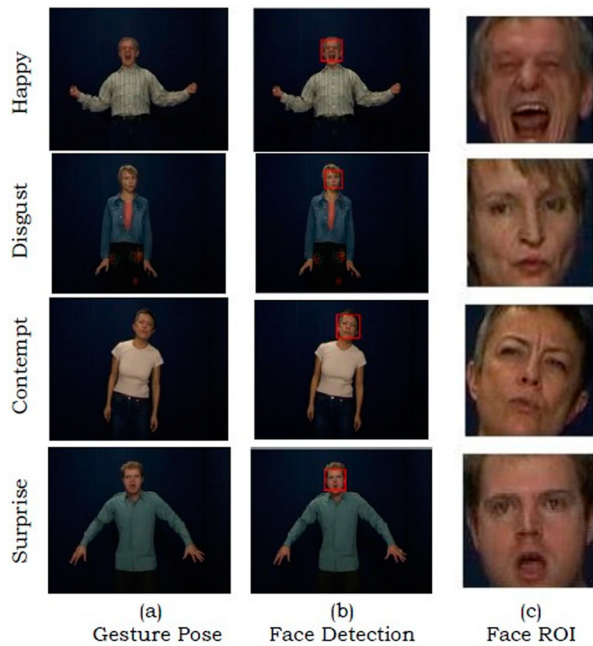 Happy
Disgust
Contempt
Surprise
(a) (b) (c)
Gesture Pose Face Detection Face ROI